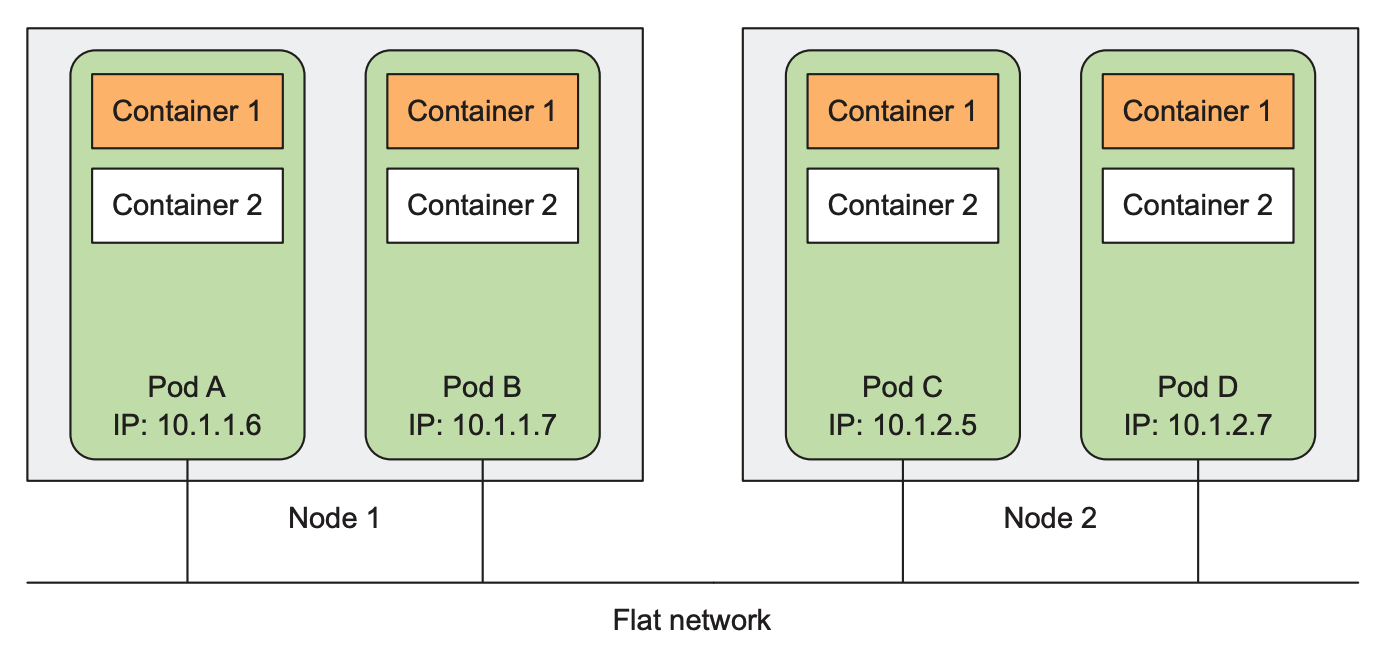 Container 1
Container 2
Pod A
IP: 10.1.1.6
Container 1
Container 2
Pod B
IP: 10.1.1.7
Node 1
Container 1
Container 2
Pod C
IP: 10.1.2.5
Container 1
Container 2
Pod D
IP: 10.1.2.7
Node 2
Flat network